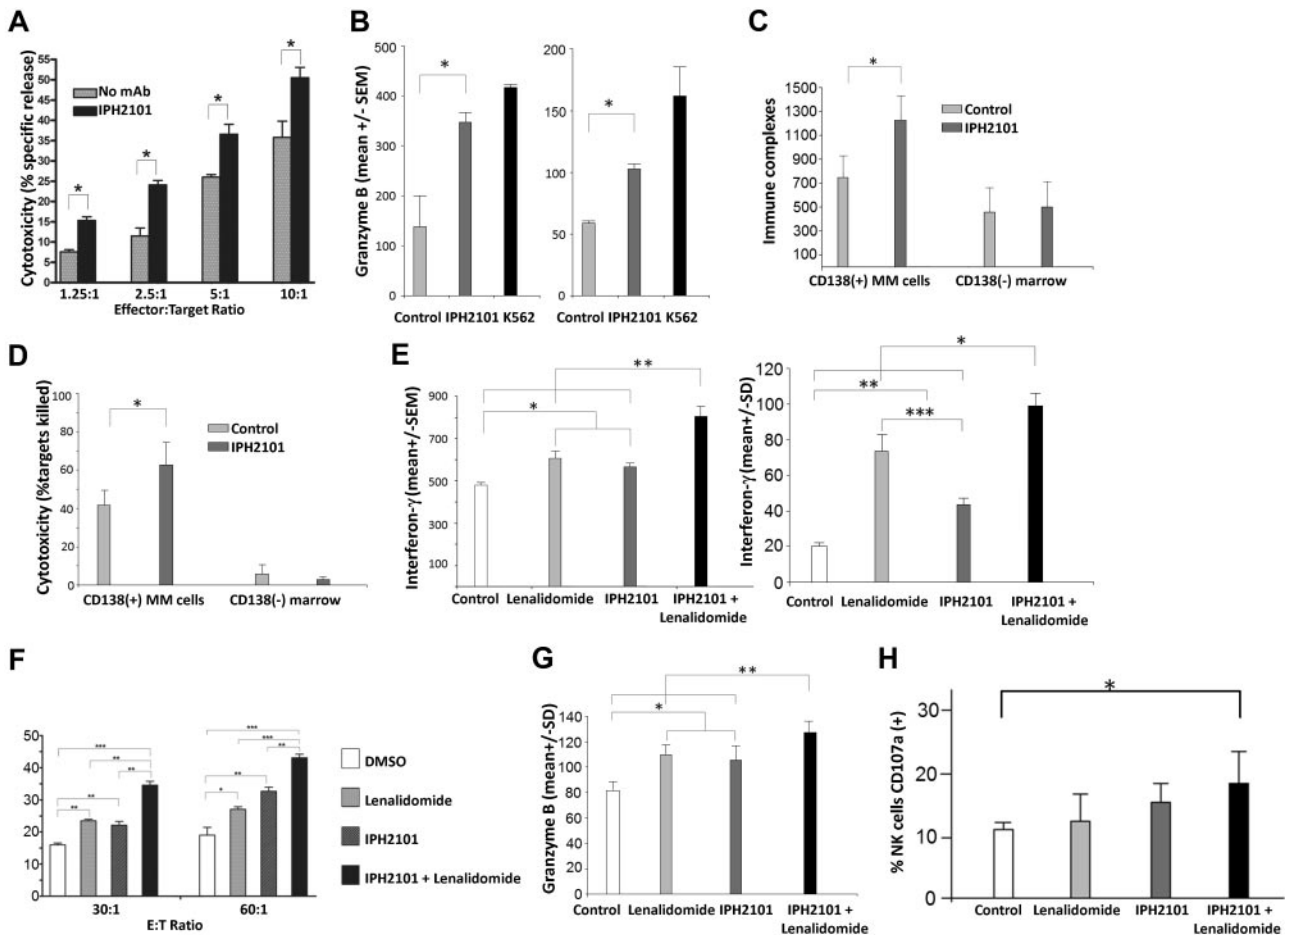 A
Cytotoxicity (% specific release)
55
50
45
40
35
30
25
20
15
10
5
0
No mAb
IPH2101
*
*
*
*
1.25:1
2.5:1
5:1
10:1
Effector:Target Ratio
B
Granzyme B (mean +/- SEM)
500
400
300
200
100
0
*
Control IPH2101 K562
200
150
100
50
0
*
Control IPH2101 K562
C
Immune complexes
1500
1300
1100
900
700
500
300
100
*
Control
IPH2101
CD138(+) MM cells
CD138(-) marrow
D
Cytotoxicity (%targets killed)
100
80
60
40
20
0
*
Control
IPH2101
CD138(+) MM cells
CD138(-) marrow
E
Interferon-γ (mean+/-SEM)
900
700
500
300
100
**
*
Control
Lenalidomide
IPH2101
IPH2101 +
Lenalidomide
Interferon-γ (mean+/-SD)
120
100
80
60
40
20
0
*
**
***
Control
Lenalidomide
IPH2101
IPH2101 +
Lenalidomide
F
50
40
30
20
10
0
***
**
**
**
**
***
***
**
**
*
30:1
60:1
E:T Ratio
DMSO
Lenalidomide
IPH2101
IPH2101 + Lenalidomide
G
Granzyme B (mean+/-SD)
140
120
100
80
60
40
20
0
**
*
Control
Lenalidomide
IPH2101
IPH2101 +
Lenalidomide
H
% NK cells CD107a (+)
30
20
10
0
*
Control
Lenalidomide
IPH2101
IPH2101 +
Lenalidomide